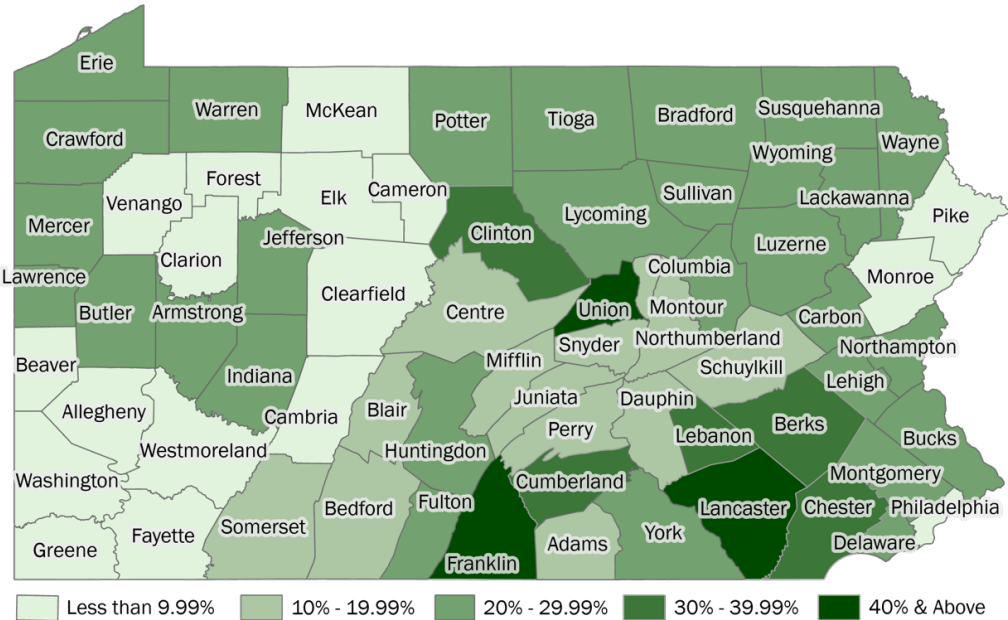 Erie
Warren
McKean
Potter
Tioga
Bradford
Susquehanna
Wayne
Crawford
Wyoming
Forest
Elk
Cameron
Venango
Sullivan
Lackawanna
Pike
Mercer
Jefferson
Clinton
Lycoming
Luzerne
Clarion
Columbia
Monroe
Lawrence
Clearfield
Butler
Armstrong
Centre
Union
Montour
Carbon
Snyder
Northumberland
Northampton
Beaver
Mifflin
Schuylkill
Indiana
Lehigh
Juniata
Dauphin
Allegheny
Cambria
Blair
Perry
Lebanon
Berks
Bucks
Westmoreland
Huntingdon
Washington
Cumberland
Montgomery
Bedford
Fulton
Lancaster
Chester
Philadelphia
Greene
Fayette
Somerset
Franklin
Adams
York
Delaware
Less than 9.99%
10% - 19.99%
20% - 29.99%
30% - 39.99%
40% & Above